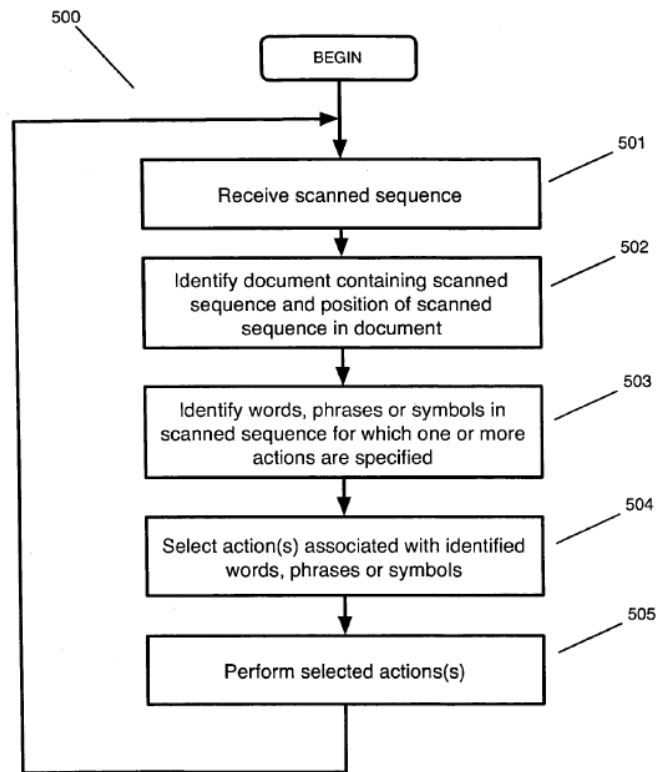 500
BEGIN
501
Receive scanned sequence
502
Identify document containing scanned
sequence and position of scanned
sequence in document
503
Identify words, phrases or symbols in
scanned sequence for which one or more
actions are specified
504
Select action(s) associated with identified
words, phrases or symbols
505
Perform selected actions(s)